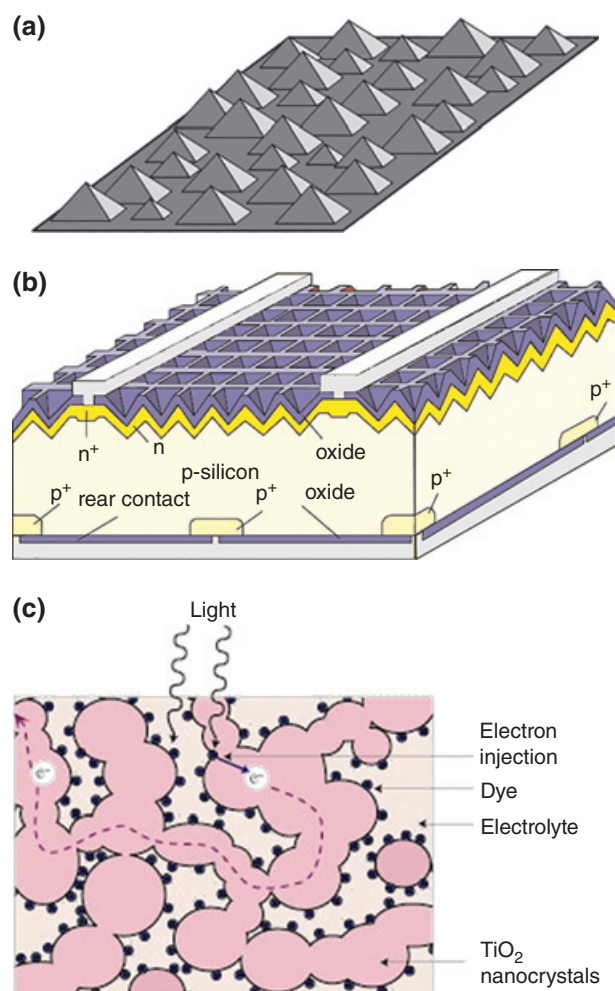 (a)
(b)
n+
n
oxide
p+
p-silicon
p+
rear contact
p+
oxide
p+
(c)
Light
e−
e−
Electron
injection
Dye
Electrolyte
TiO2
nanocrystals